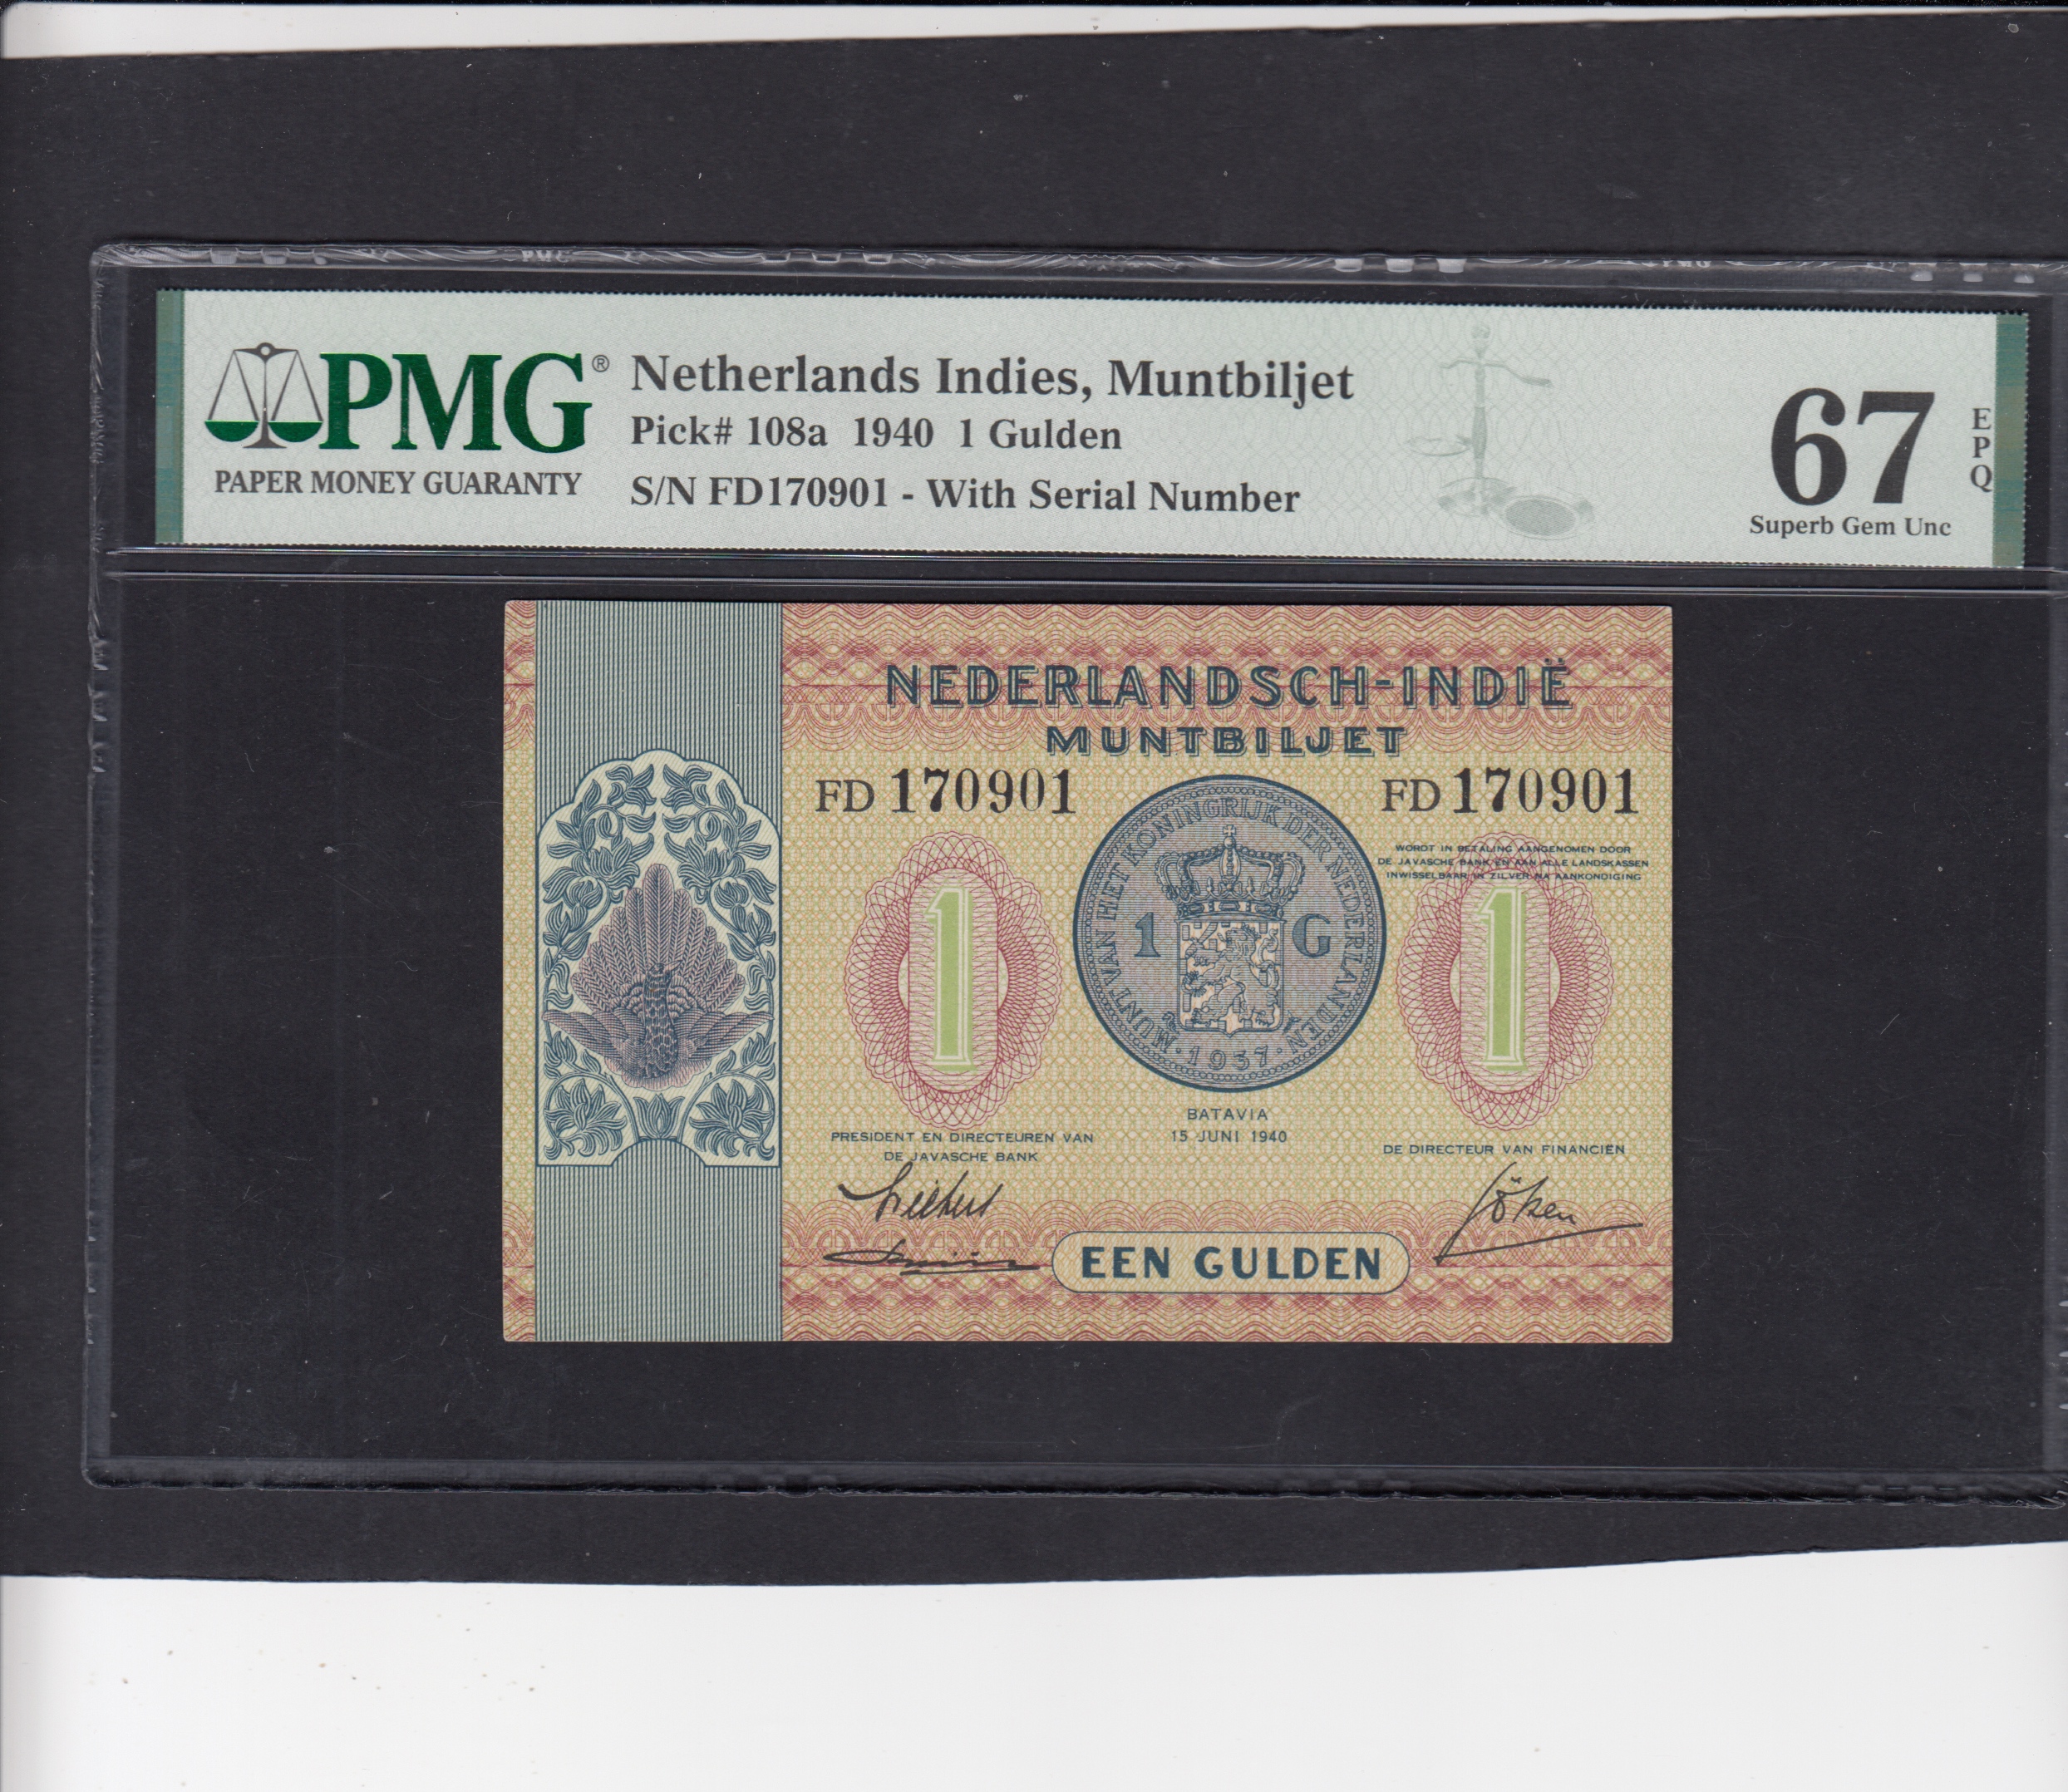 PMG®
PAPER MONEY GUARANTY
Netherlands Indies, Muntbiljet
Pick# 108a 1940 1 Gulden
S/N FD170901 - With Serial Number
67
EPQ
Superb Gem Unc
NEDERLANDSCH-INDIË
MUNTBILJET
FD 170901
FD 170901
MUNT VAN HET KONINGRIJK DER NEDERLANDEN
1 G
· 1937 ·
WORDT IN BETALING AANGENOMEN DOOR
DE JAVASCHE BANK EN AAN ALLE LANDSKASSEN
INWISSELBAAR IN ZILVER NA AANKONDIGING
1
1
BATAVIA
15 JUNI 1940
PRESIDENT EN DIRECTEUREN VAN
DE JAVASCHE BANK
DE DIRECTEUR VAN FINANCIËN
EEN GULDEN